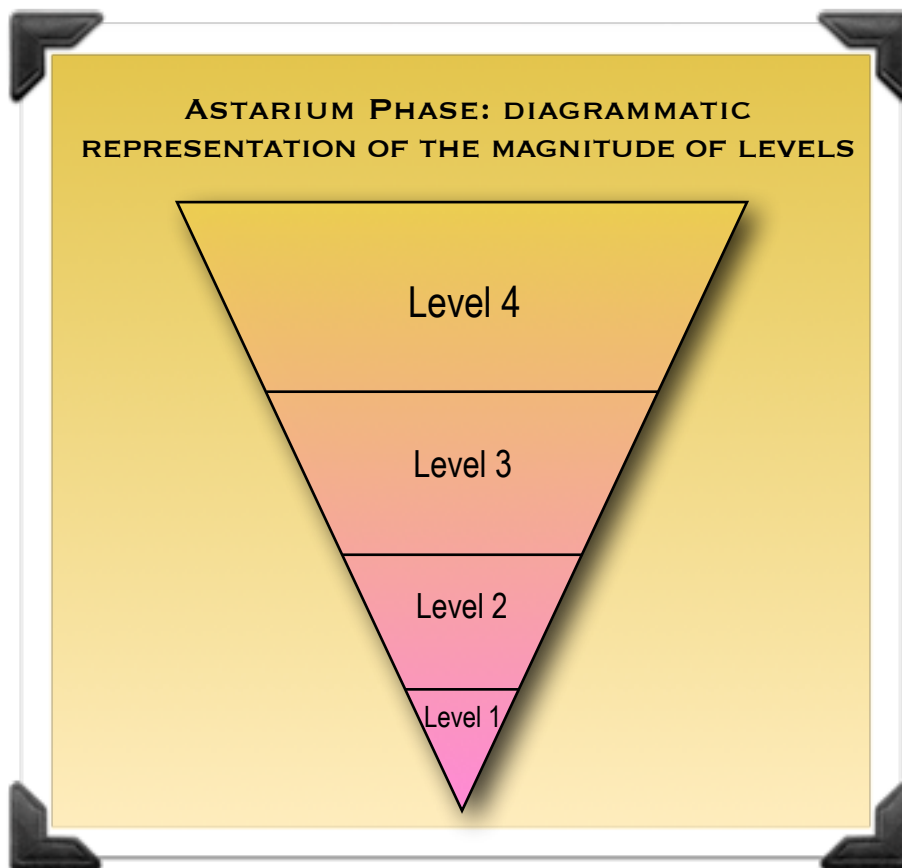 ASTARIUM PHASE: DIAGRAMMATIC
REPRESENTATION OF THE MAGNITUDE OF LEVELS
Level 4
Level 3
Level 2
Level 1